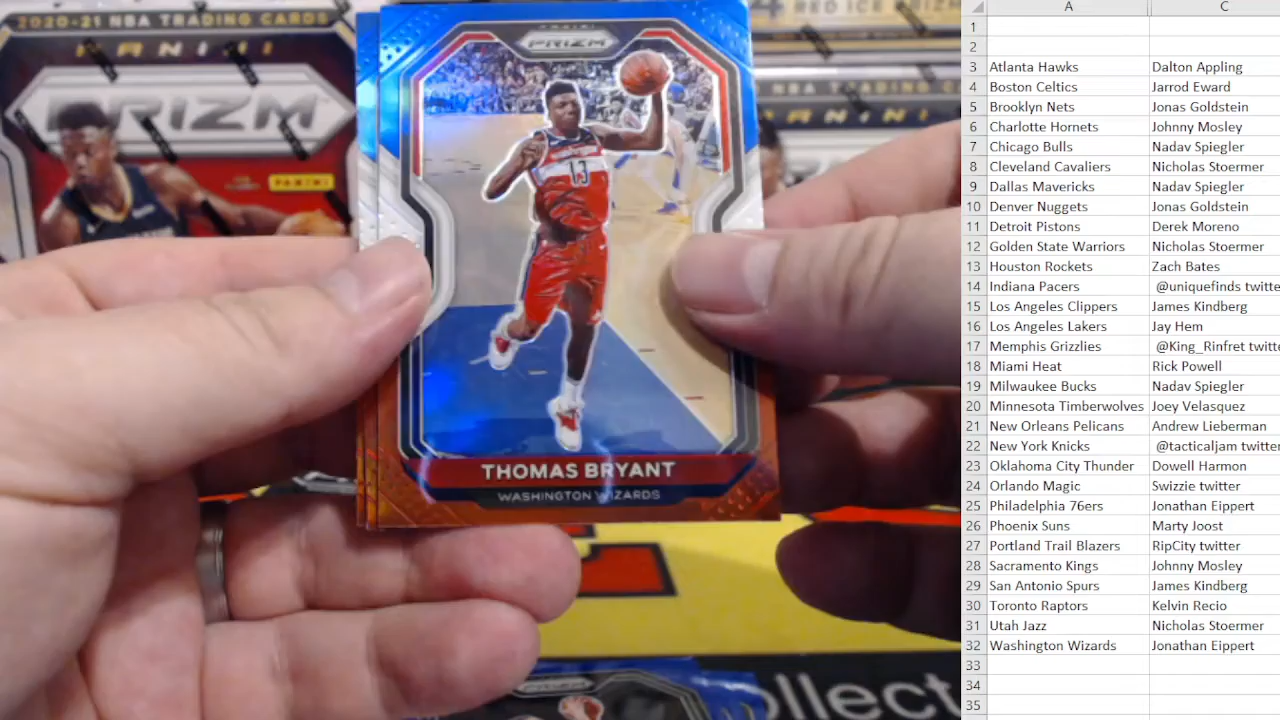 2020-21 NBA TRADING CARDS
PANINI
PRIZM
PANINI
RED ICE PRIZM
PRIZM
13
THOMAS BRYANT
WASHINGTON WIZARDS
ollect
A C
1
2
3 Atlanta Hawks Dalton Appling
4 Boston Celtics Jarrod Eward
5 Brooklyn Nets Jonas Goldstein
6 Charlotte Hornets Johnny Mosley
7 Chicago Bulls Nadav Spiegler
8 Cleveland Cavaliers Nicholas Stoermer
9 Dallas Mavericks Nadav Spiegler
10 Denver Nuggets Jonas Goldstein
11 Detroit Pistons Derek Moreno
12 Golden State Warriors Nicholas Stoermer
13 Houston Rockets Zach Bates
14 Indiana Pacers @uniquefinds twitte
15 Los Angeles Clippers James Kindberg
16 Los Angeles Lakers Jay Hem
17 Memphis Grizzlies @King_Rinfret twitte
18 Miami Heat Rick Powell
19 Milwaukee Bucks Nadav Spiegler
20 Minnesota Timberwolves Joey Velasquez
21 New Orleans Pelicans Andrew Lieberman
22 New York Knicks @tacticaljam twitter
23 Oklahoma City Thunder Dowell Harmon
24 Orlando Magic Swizzie twitter
25 Philadelphia 76ers Jonathan Eippert
26 Phoenix Suns Marty Joost
27 Portland Trail Blazers RipCity twitter
28 Sacramento Kings Johnny Mosley
29 San Antonio Spurs James Kindberg
30 Toronto Raptors Kelvin Recio
31 Utah Jazz Nicholas Stoermer
32 Washington Wizards Jonathan Eippert
33
34
35